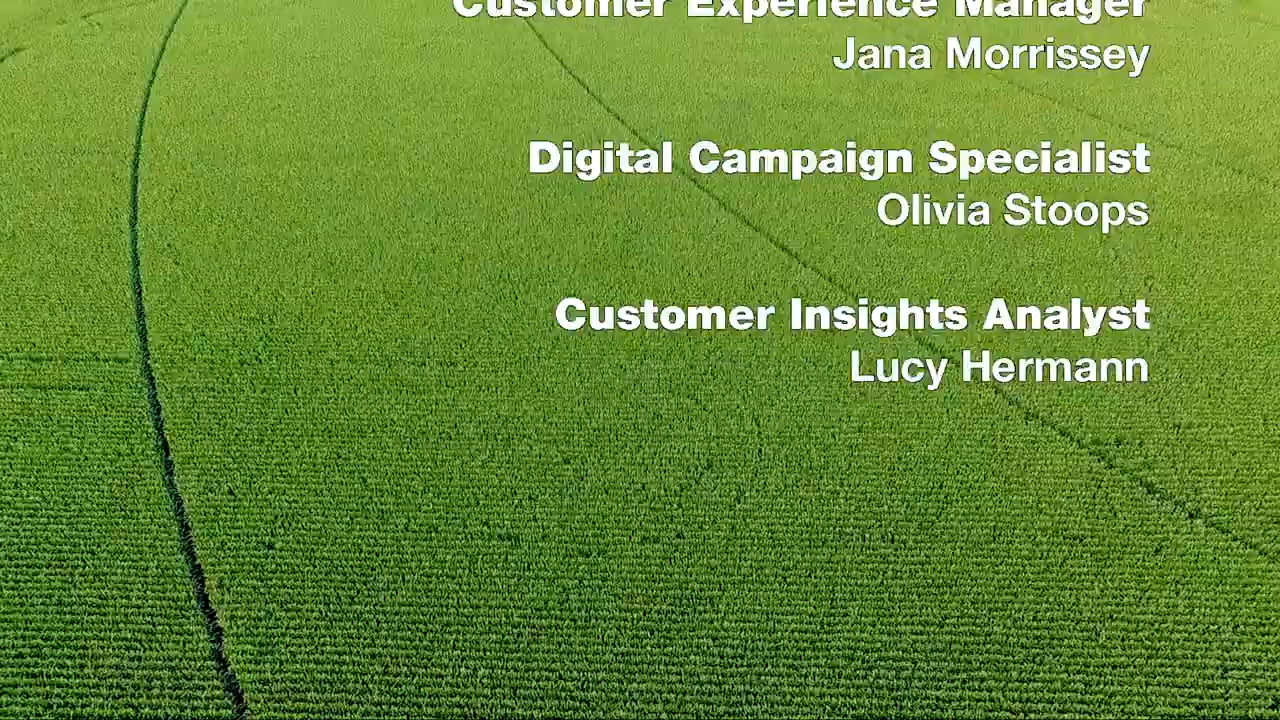 Customer Experience Manager
Jana Morrissey
Digital Campaign Specialist
Olivia Stoops
Customer Insights Analyst
Lucy Hermann